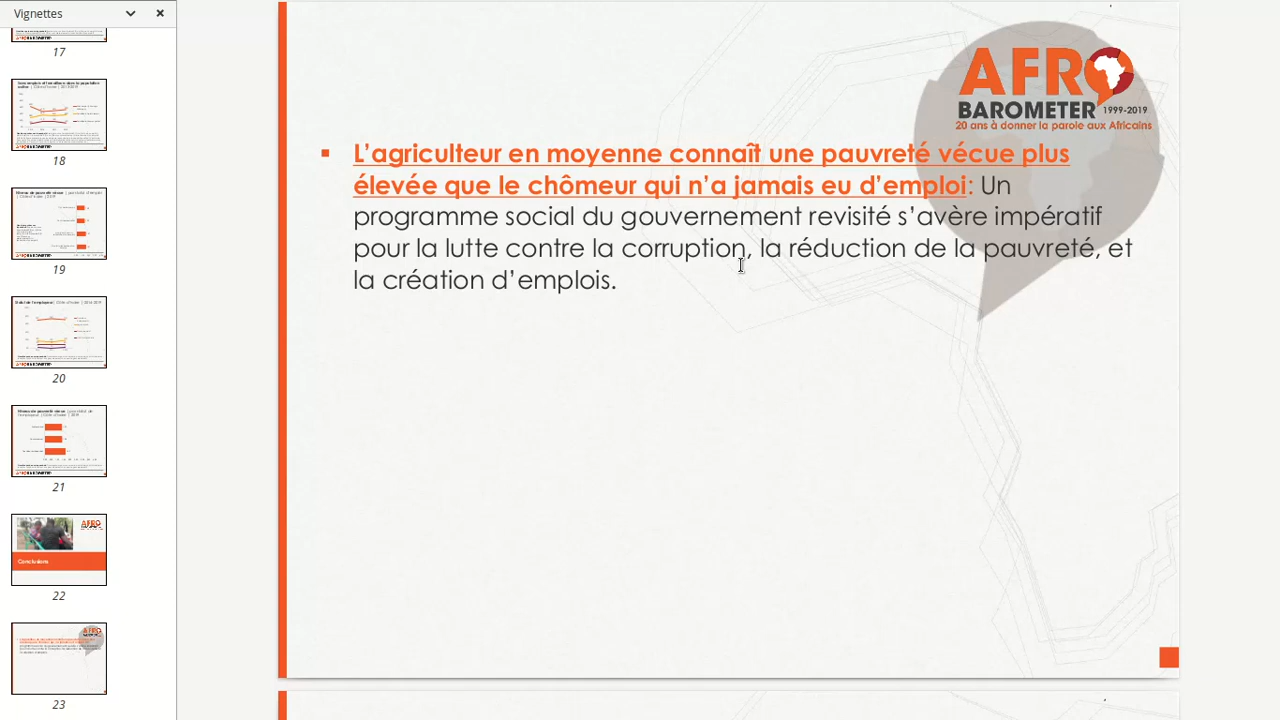 Vignettes
17
18
19
20
21
Conclusions
22
23
AFRO
BAROMETER 1999-2019
20 ans à donner la parole aux Africains
▪ L’agriculteur en moyenne connaît une pauvreté vécue plus
élevée que le chômeur qui n’a jamais eu d’emploi: Un
programme social du gouvernement revisité s’avère impératif
pour la lutte contre la corruption, la réduction de la pauvreté, et
la création d’emplois.